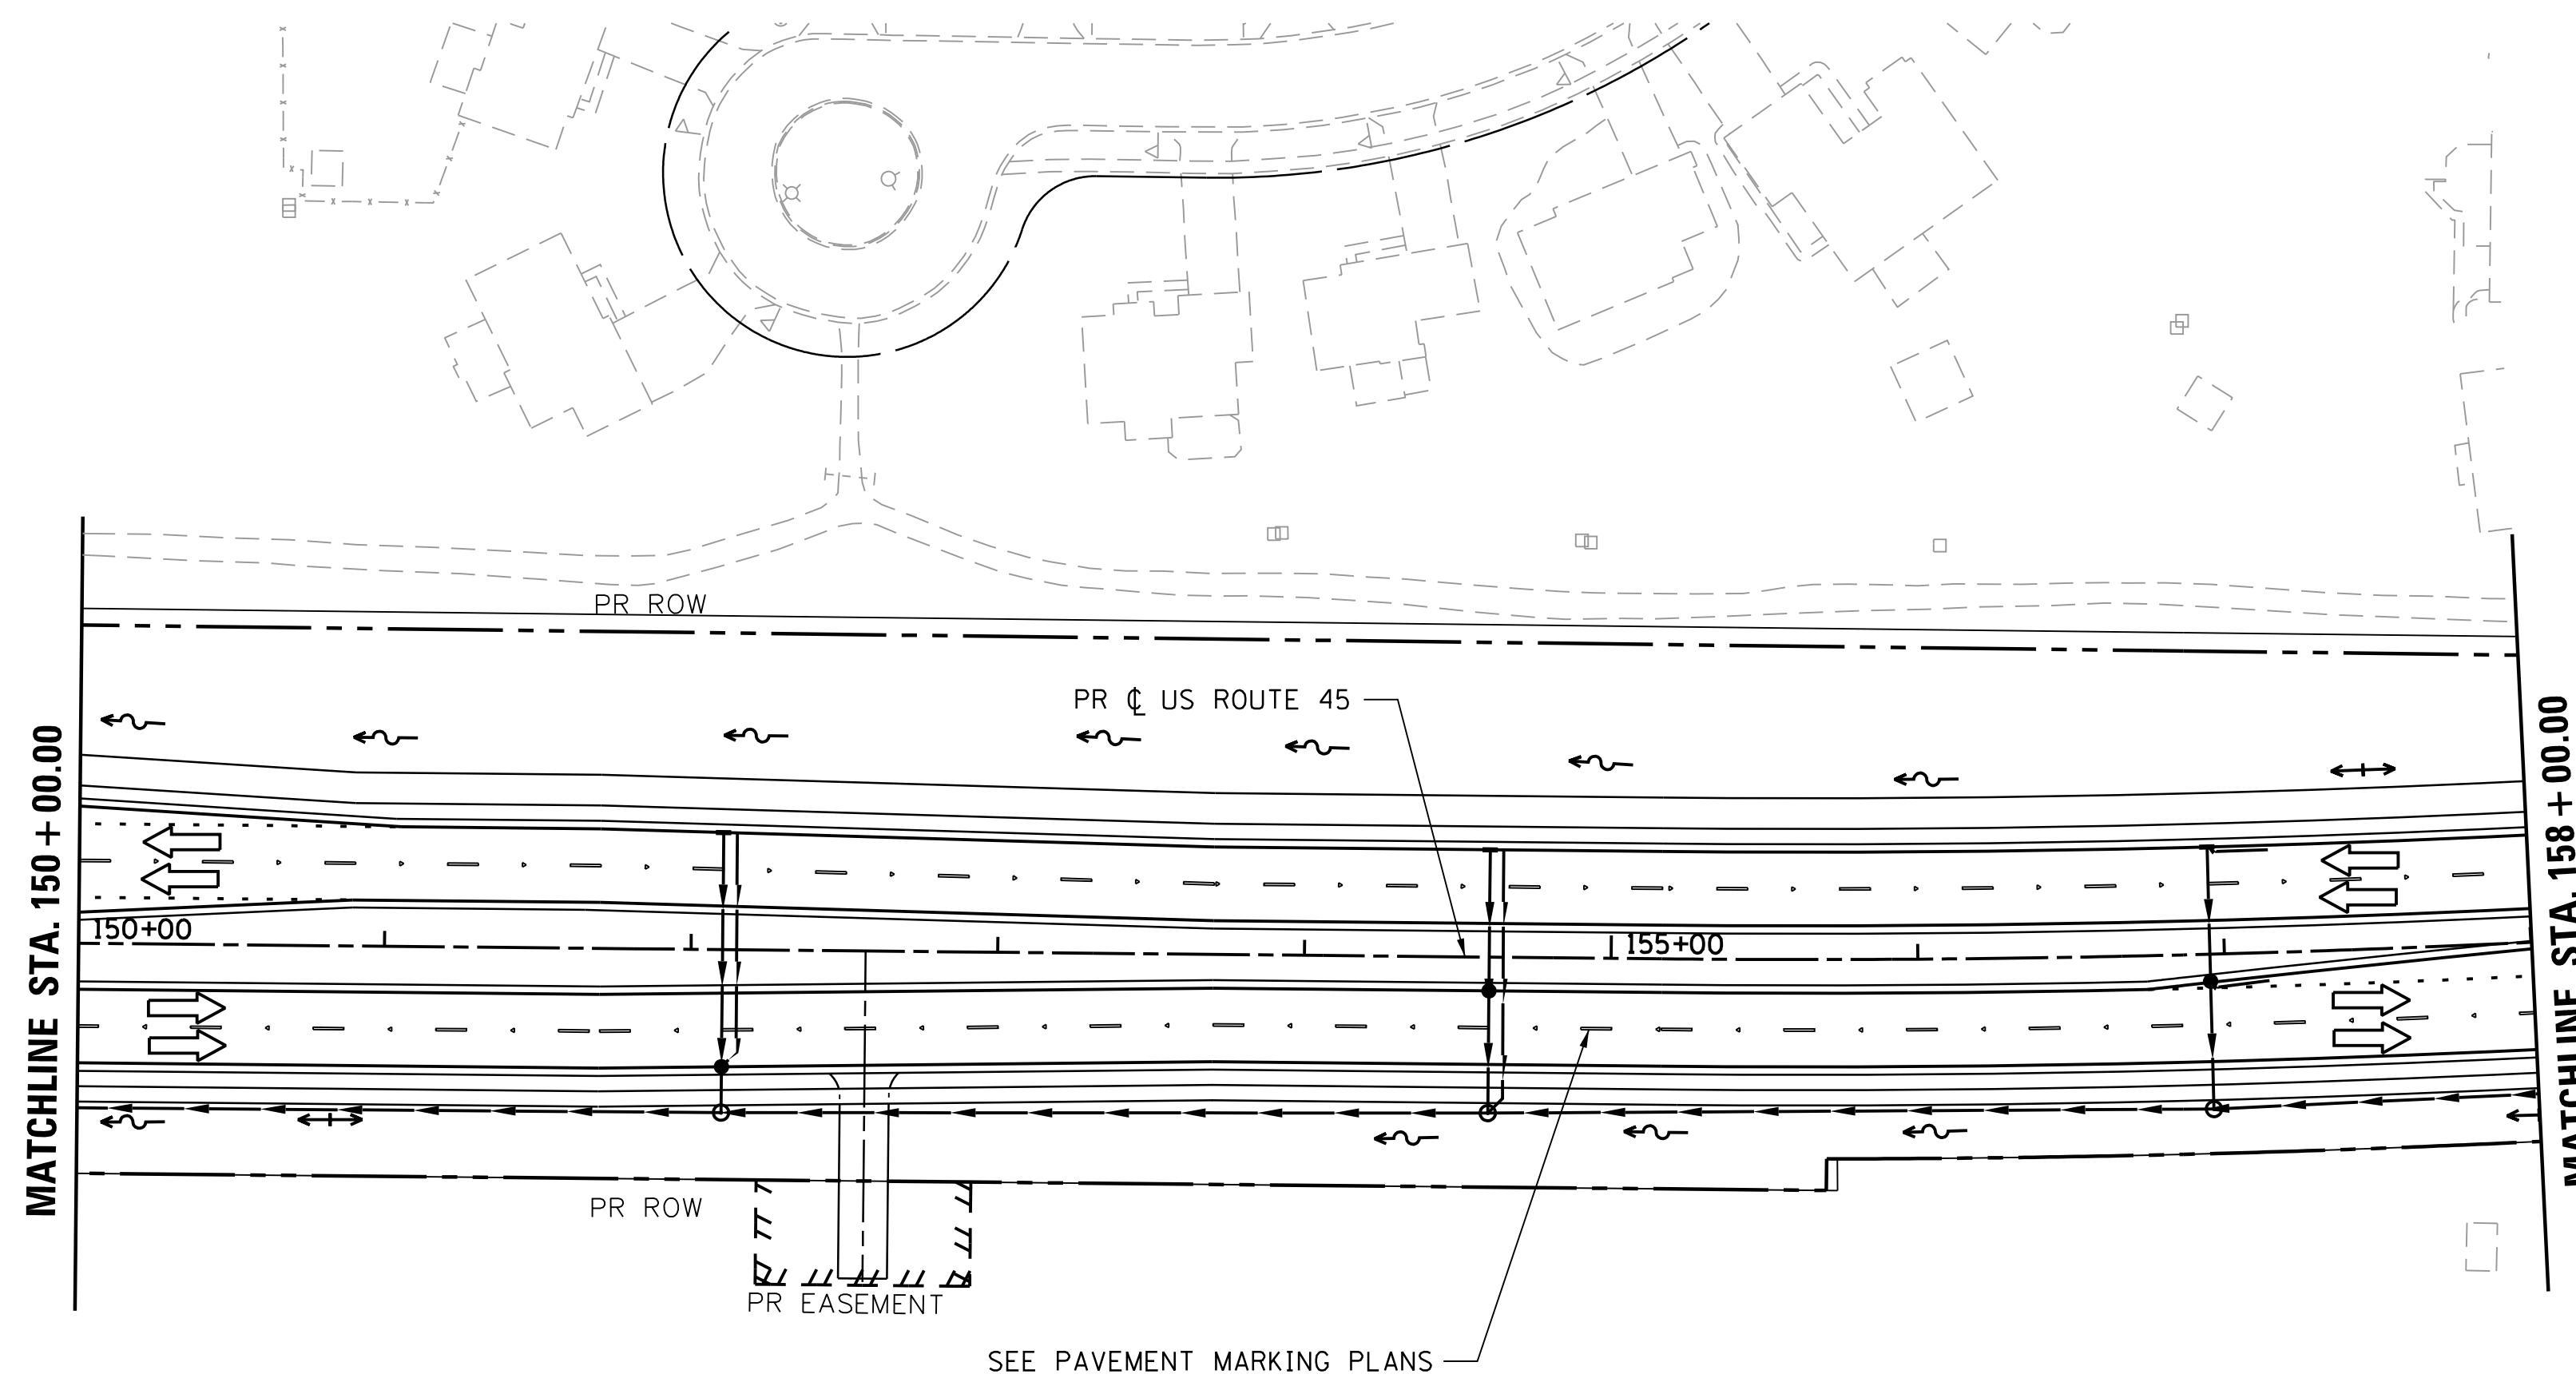 PR ROW
PR ℄ US ROUTE 45
MATCHLINE STA. 150+00.00
MATCHLINE STA. 158+00.00
150+00
155+00
PR ROW
PR EASEMENT
SEE PAVEMENT MARKING PLANS